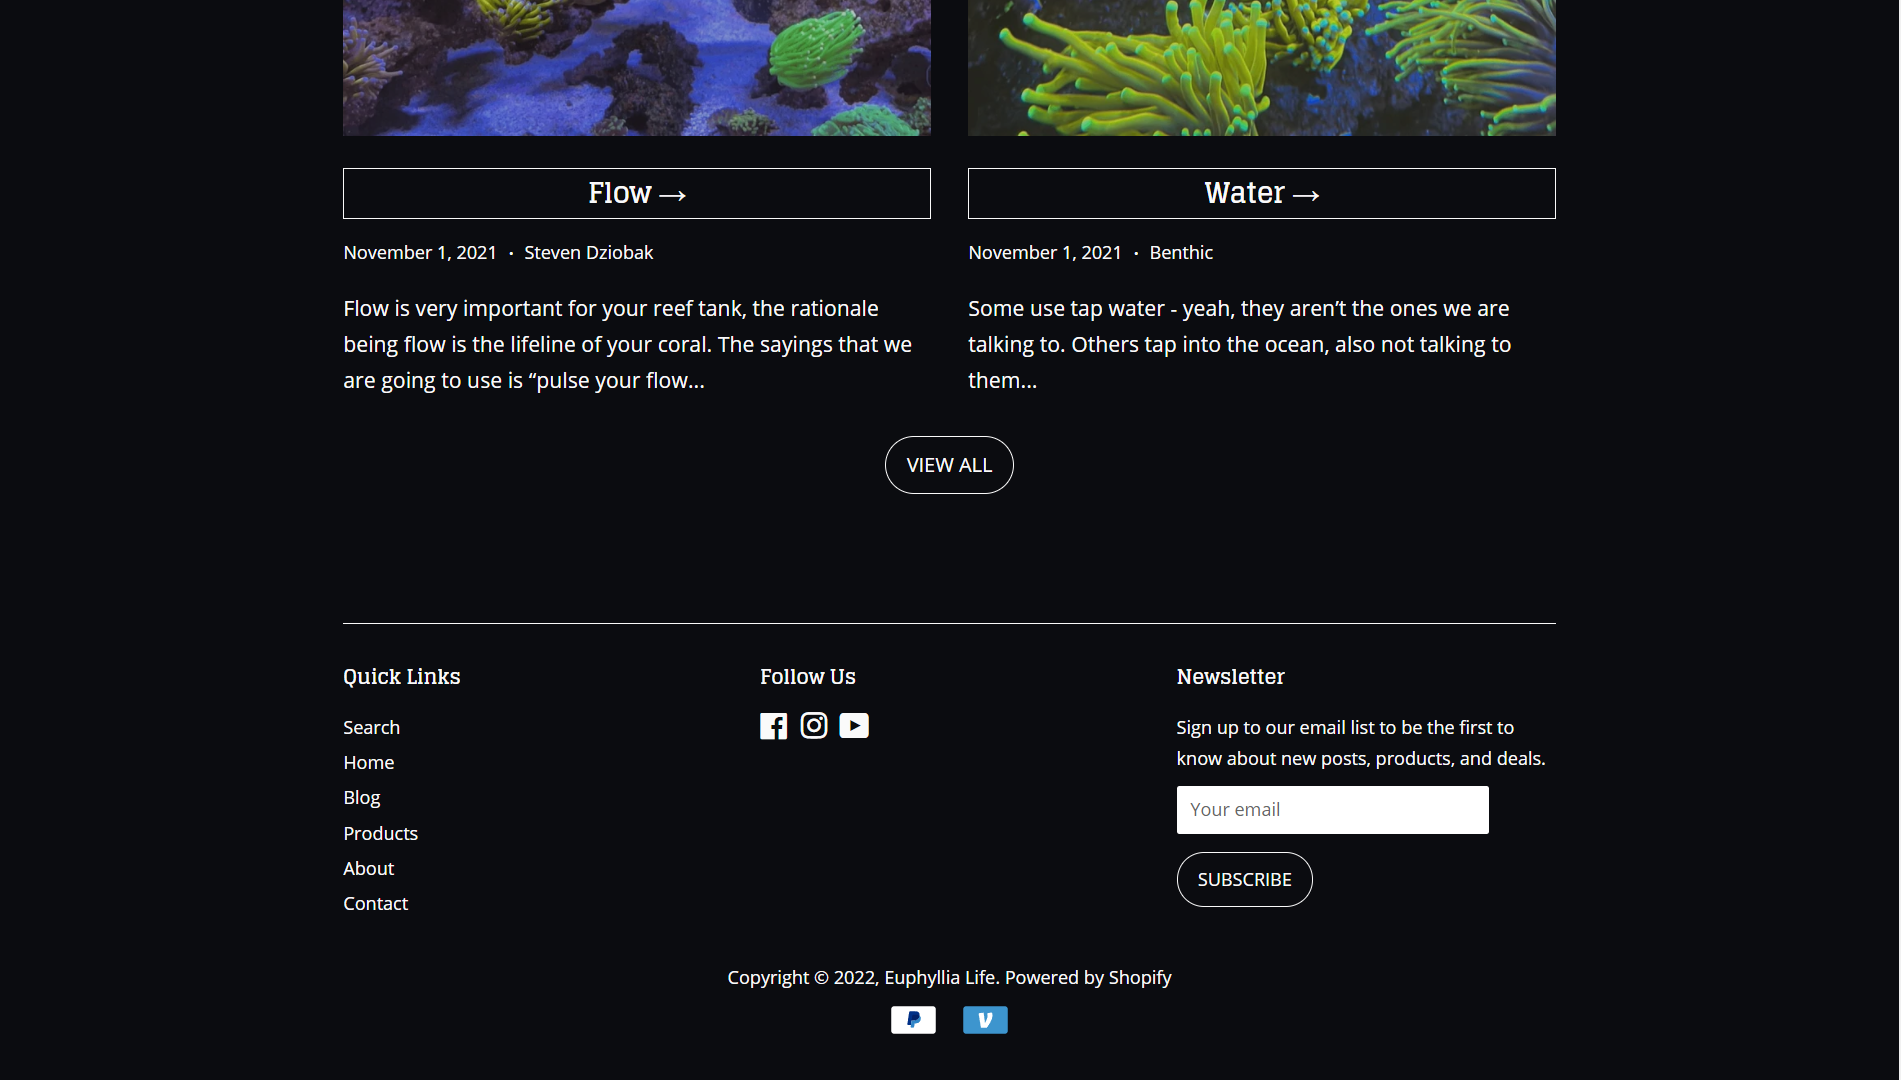 Flow →
November 1, 2021 · Steven Dziobak
Flow is very important for your reef tank, the rationale
being flow is the lifeline of your coral. The sayings that we
are going to use is “pulse your flow...
Water →
November 1, 2021 · Benthic
Some use tap water - yeah, they aren’t the ones we are
talking to. Others tap into the ocean, also not talking to
them...
VIEW ALL
Quick Links
Search
Home
Blog
Products
About
Contact
Follow Us
Newsletter
Sign up to our email list to be the first to
know about new posts, products, and deals.
Your email
SUBSCRIBE
Copyright © 2022, Euphyllia Life. Powered by Shopify